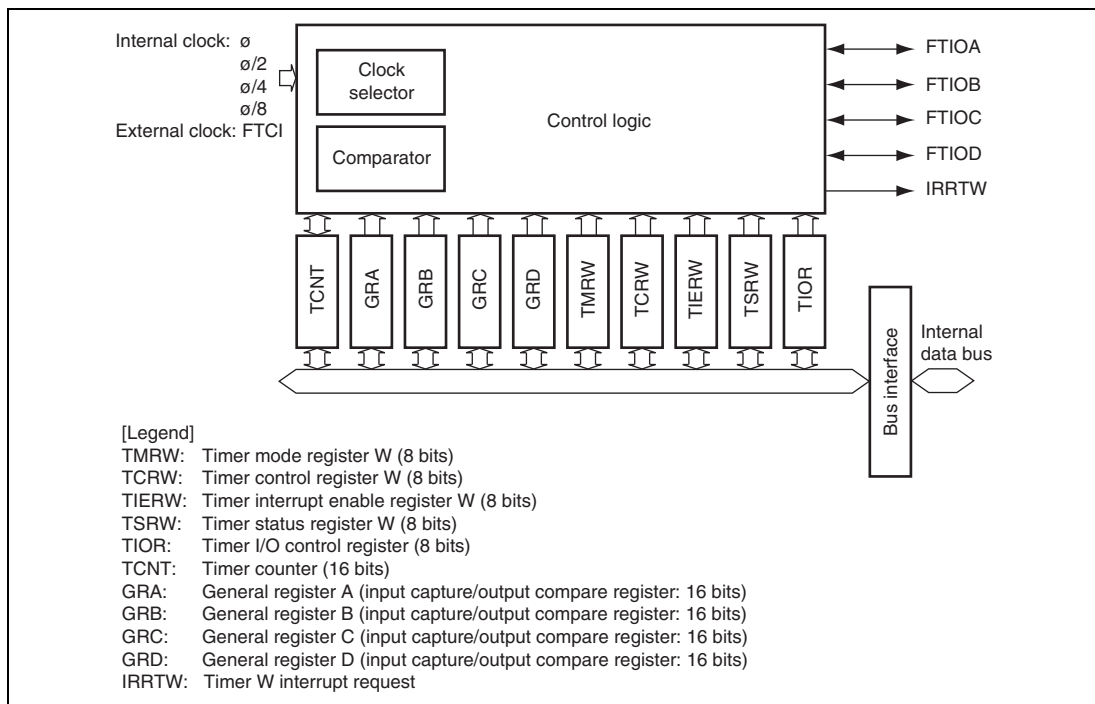 Internal clock: ø
ø/2
ø/4
ø/8
External clock: FTCI
Clock
selector
Comparator
Control logic
FTIOA
FTIOB
FTIOC
FTIOD
IRRTW
TCNT
GRA
GRB
GRC
GRD
TMRW
TCRW
TIERW
TSRW
TIOR
Bus interface
Internal
data bus
[Legend]
TMRW: Timer mode register W (8 bits)
TCRW: Timer control register W (8 bits)
TIERW: Timer interrupt enable register W (8 bits)
TSRW: Timer status register W (8 bits)
TIOR: Timer I/O control register (8 bits)
TCNT: Timer counter (16 bits)
GRA: General register A (input capture/output compare register: 16 bits)
GRB: General register B (input capture/output compare register: 16 bits)
GRC: General register C (input capture/output compare register: 16 bits)
GRD: General register D (input capture/output compare register: 16 bits)
IRRTW: Timer W interrupt request